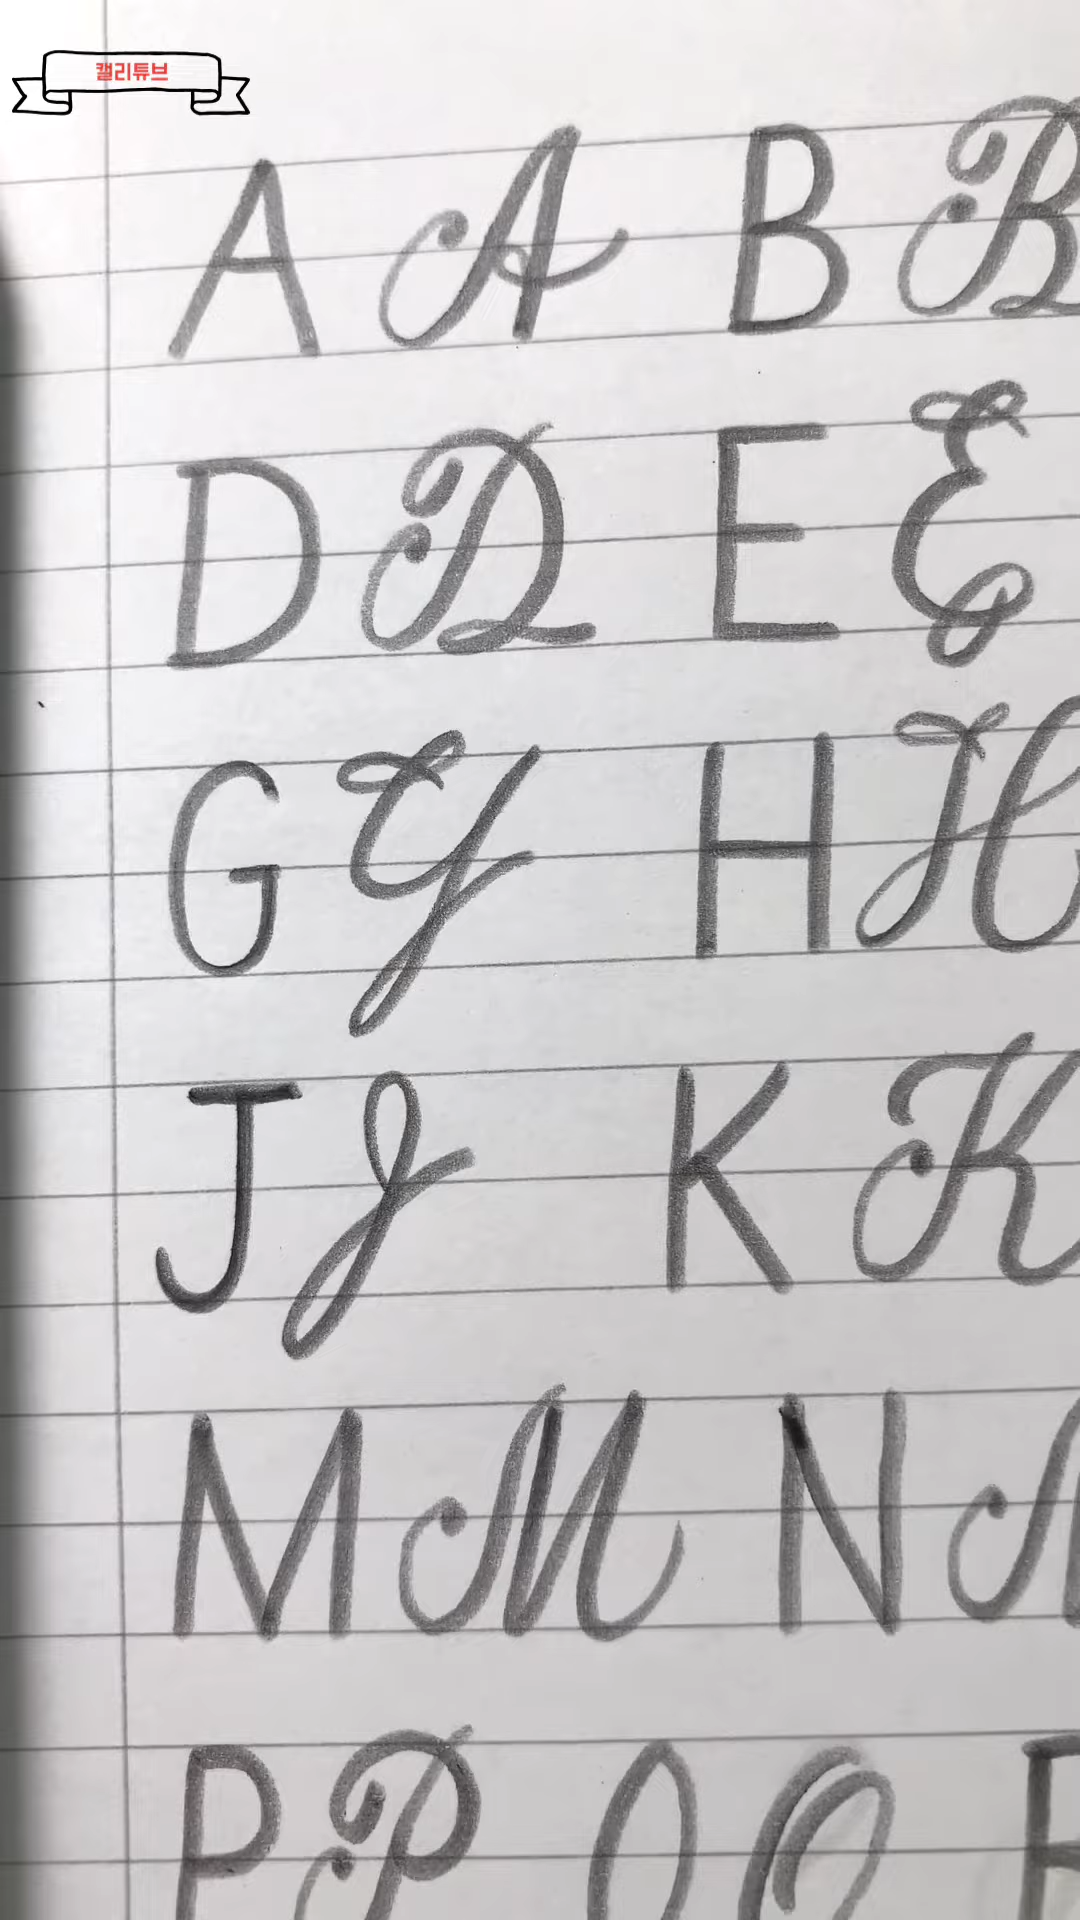 캘리튜브
A A B B
D D E E
G G H H
J J K K
M M N N
P P